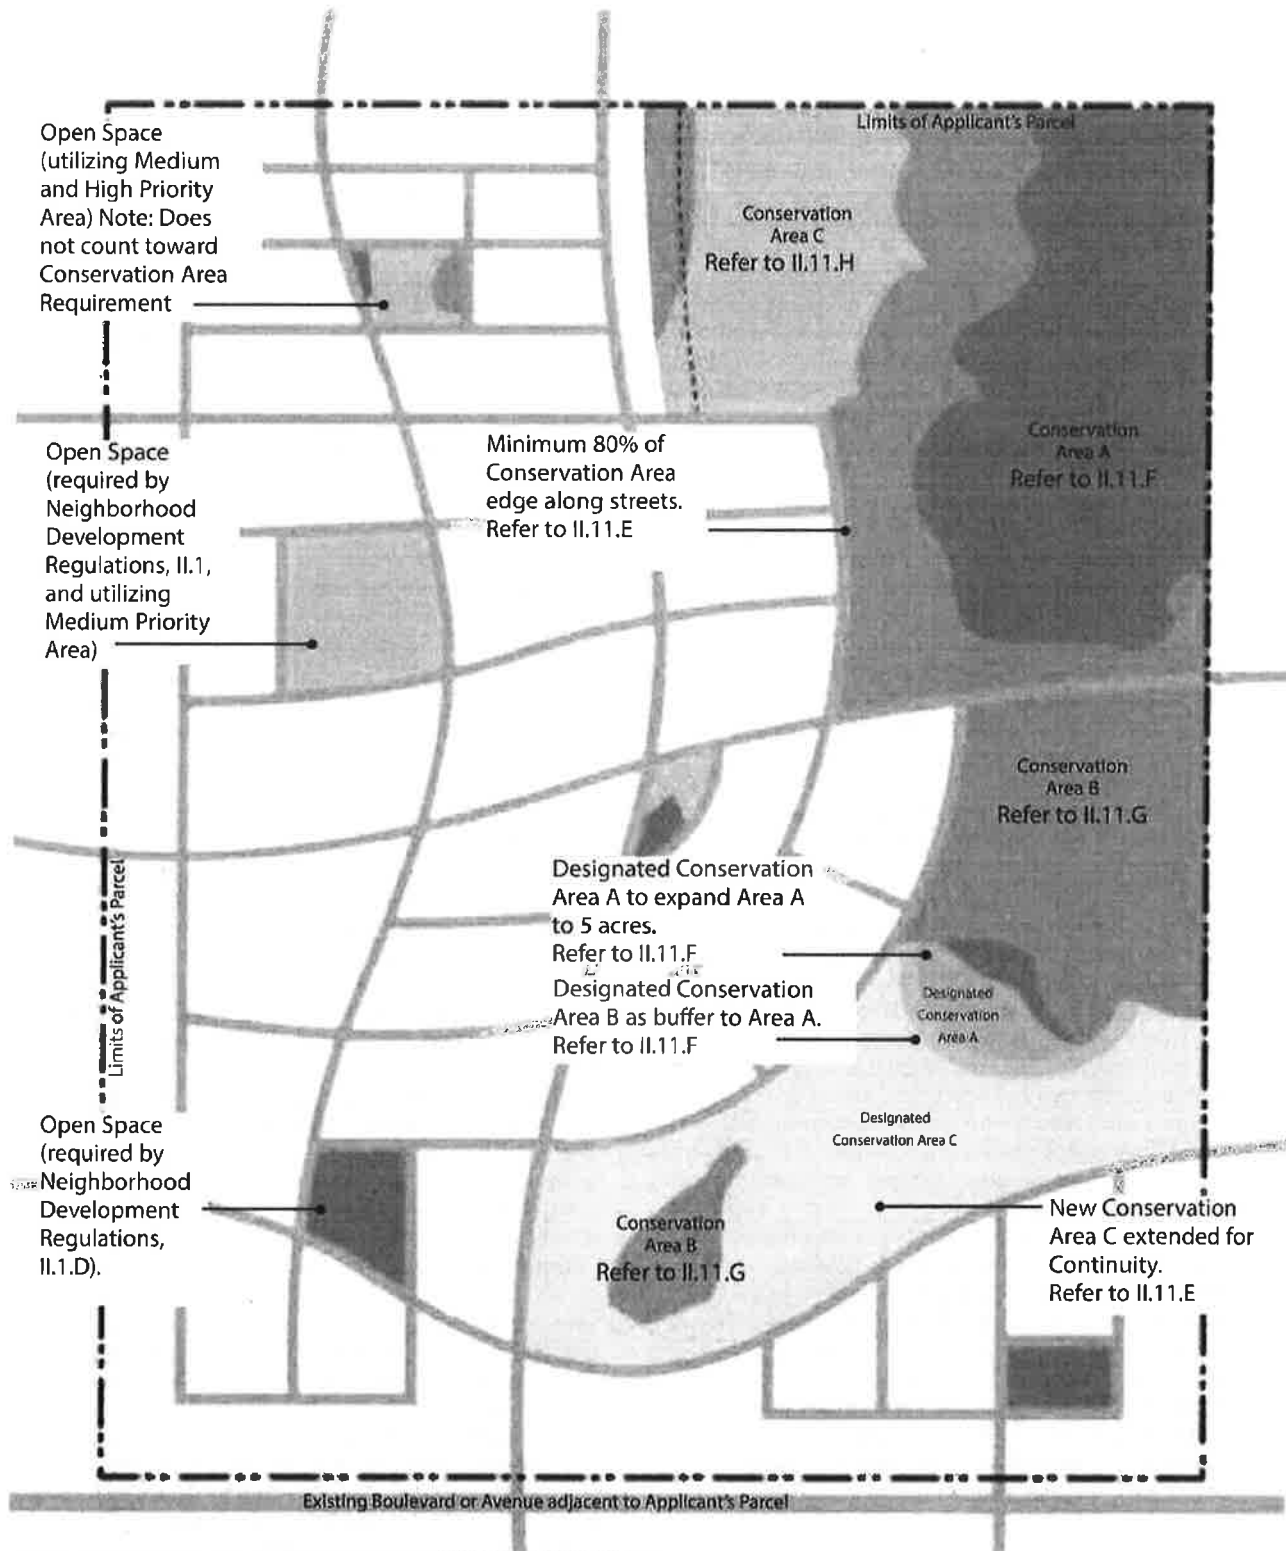 Limits of Applicant's Parcel
Open Space
(utilizing Medium
and High Priority
Area) Note: Does
not count toward
Conservation Area
Requirement
Conservation
Area C
Refer to II.11.H
Conservation
Area A
Refer to II.11.F
Minimum 80% of
Conservation Area
edge along streets.
Refer to II.11.E
Open Space
(required by
Neighborhood
Development
Regulations, II.1,
and utilizing
Medium Priority
Area)
Conservation
Area B
Refer to II.11.G
Designated Conservation
Area A to expand Area A
to 5 acres.
Refer to II.11.F
Designated Conservation
Area B as buffer to Area A.
Refer to II.11.F
Designated
Conservation
Area A
Limits of Applicant's Parcel
Designated
Conservation Area C
Open Space
(required by
Neighborhood
Development
Regulations,
II.1.D).
Conservation
Area B
Refer to II.11.G
New Conservation
Area C extended for
Continuity.
Refer to II.11.E
Existing Boulevard or Avenue adjacent to Applicant's Parcel